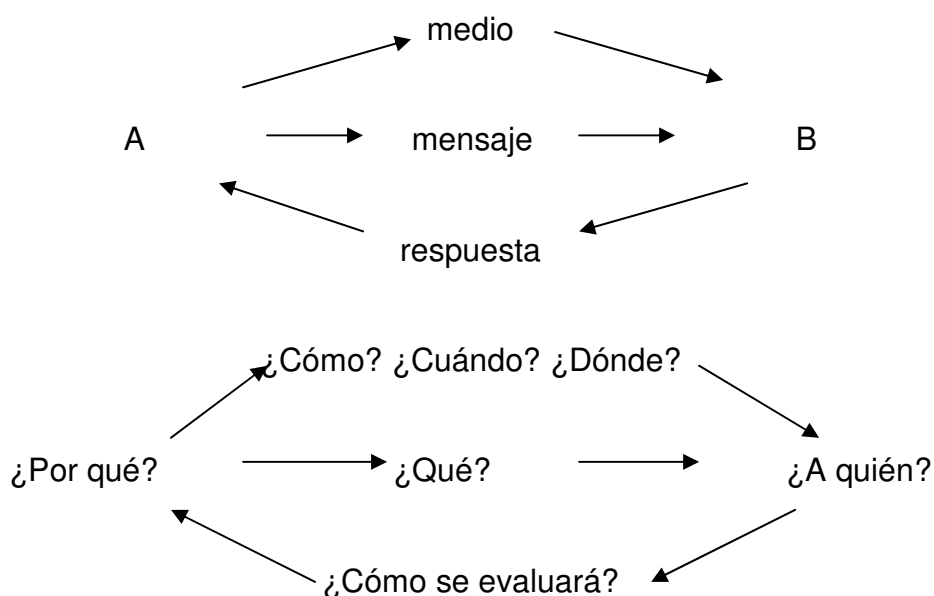 medio
A mensaje B
respuesta
¿Cómo? ¿Cuándo? ¿Dónde?
¿Por qué? ¿Qué? ¿A quién?
¿Cómo se evaluará?